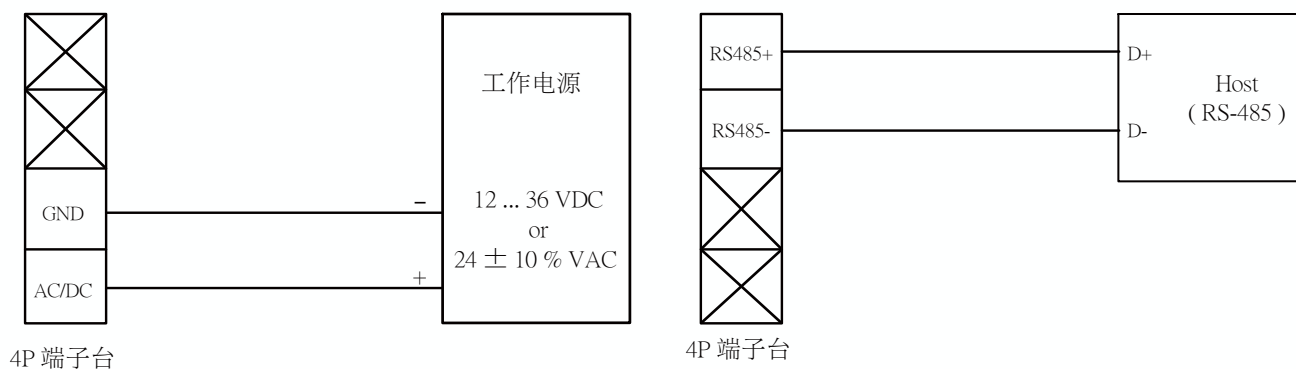 GND
AC/DC
4P 端子台
−
+
工作电源
12 ... 36 VDC
or
24 ± 10 % VAC
RS485+
RS485-
4P 端子台
D+
D-
Host
( RS-485 )